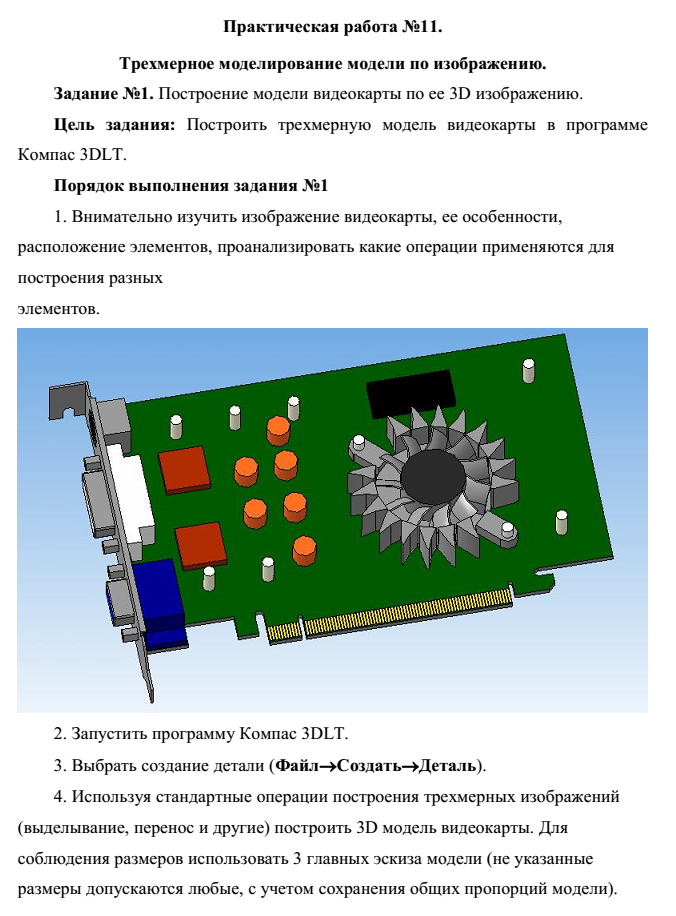 Практическая работа №11.
Трехмерное моделирование модели по изображению.
Задание №1. Построение модели видеокарты по ее 3D изображению.
Цель задания: Построить трехмерную модель видеокарты в программе
Компас 3DLT.
Порядок выполнения задания №1
1. Внимательно изучить изображение видеокарты, ее особенности,
расположение элементов, проанализировать какие операции применяются для
построения разных
элементов.
2. Запустить программу Компас 3DLT.
3. Выбрать создание детали (Файл→Создать→Деталь).
4. Используя стандартные операции построения трехмерных изображений
(выделывание, перенос и другие) построить 3D модель видеокарты. Для
соблюдения размеров использовать 3 главных эскиза модели (не указанные
размеры допускаются любые, с учетом сохранения общих пропорций модели).